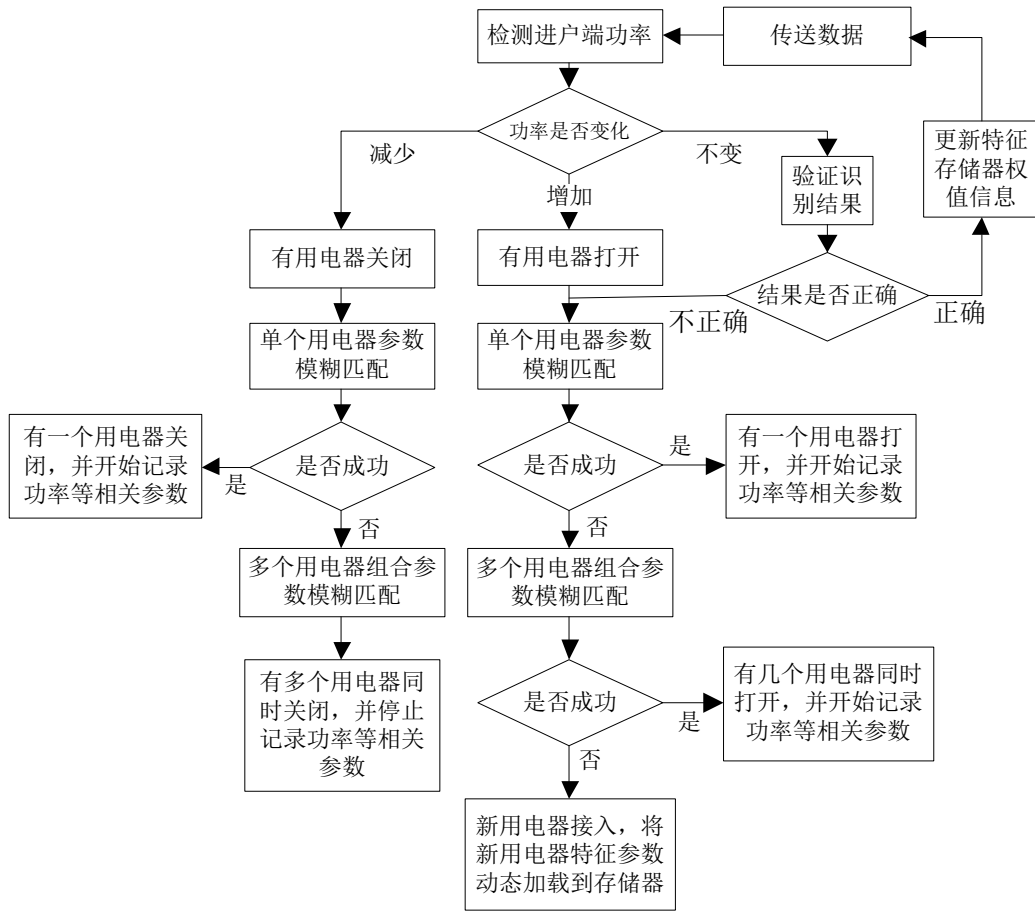 检测进户端功率
传送数据
功率是否变化
减少
不变
增加
更新特征
存储器权
值信息
验证识
别结果
有用电器关闭
有用电器打开
结果是否正确
不正确
正确
单个用电器参数
模糊匹配
单个用电器参数
模糊匹配
有一个用电器关
闭，并开始记录
功率等相关参数
是否成功
是
是否成功
是
有一个用电器打
开，并开始记录
功率等相关参数
否
否
多个用电器组合参
数模糊匹配
多个用电器组合参
数模糊匹配
有多个用电器同
时关闭，并停止
记录功率等相关
参数
是否成功
是
有几个用电器同时
打开，并开始记录
功率等相关参数
否
新用电器接入，将
新用电器特征参数
动态加载到存储器